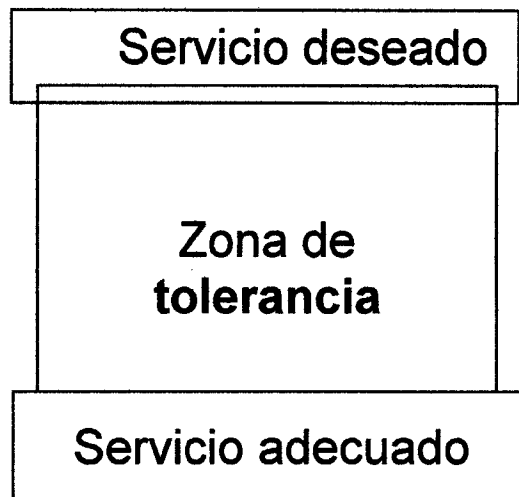 Servicio deseado
Zona de
tolerancia
Servicio adecuado